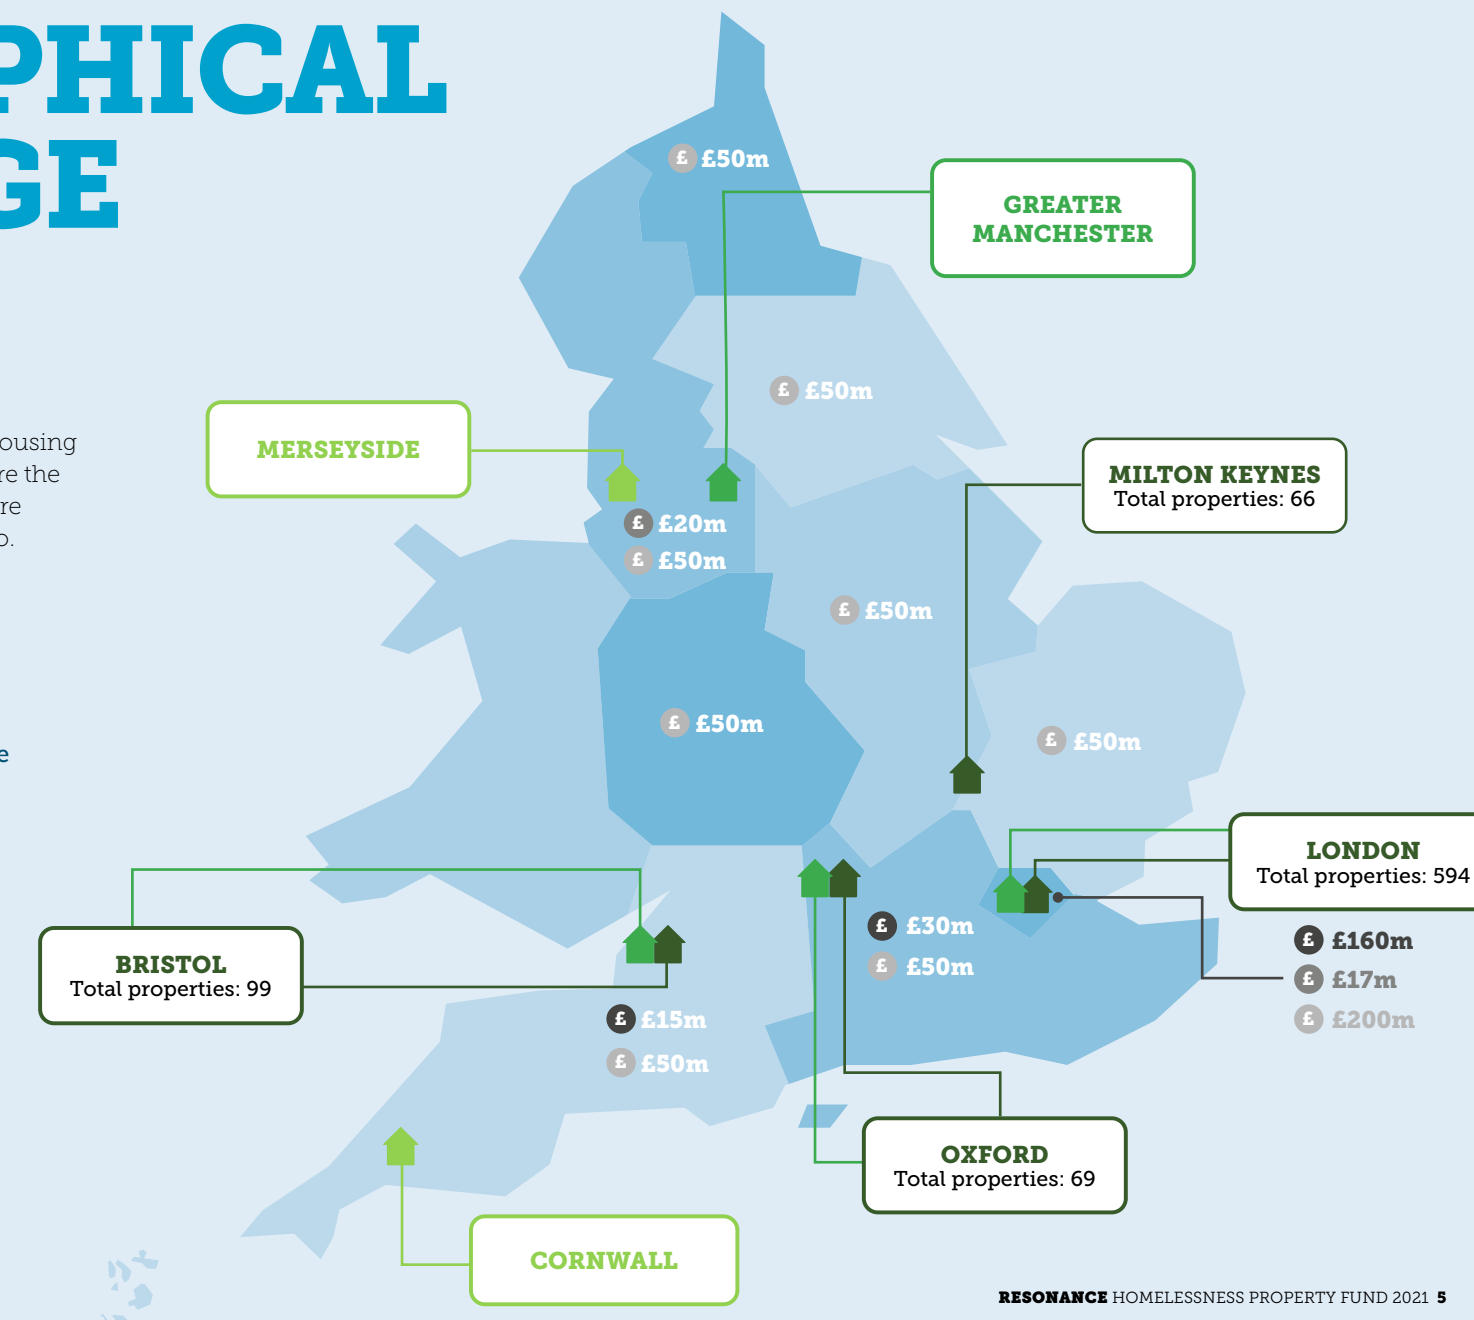 PHICAL
GE
ousing
re the
re
o.
e
£ £50m
GREATER
MANCHESTER
£ £50m
MERSEYSIDE
£ £20m
£ £50m
MILTON KEYNES
Total properties: 66
£ £50m
£ £50m
£ £50m
LONDON
Total properties: 594
£ £160m
£ £17m
£ £200m
£ £30m
£ £50m
BRISTOL
Total properties: 99
£ £15m
£ £50m
OXFORD
Total properties: 69
CORNWALL
RESONANCE HOMELESSNESS PROPERTY FUND 2021 5